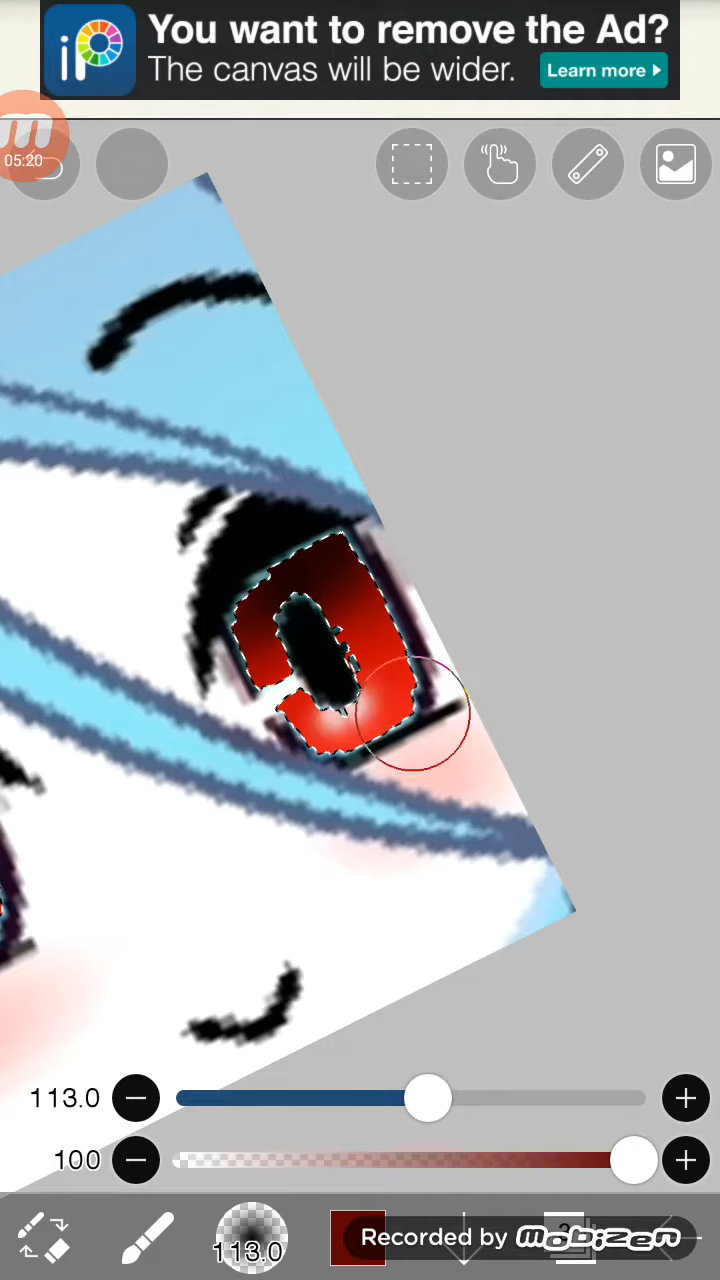 iP
You want to remove the Ad?
The canvas will be wider.
Learn more
05:20
113.0
100
113.0
Recorded by mobizen